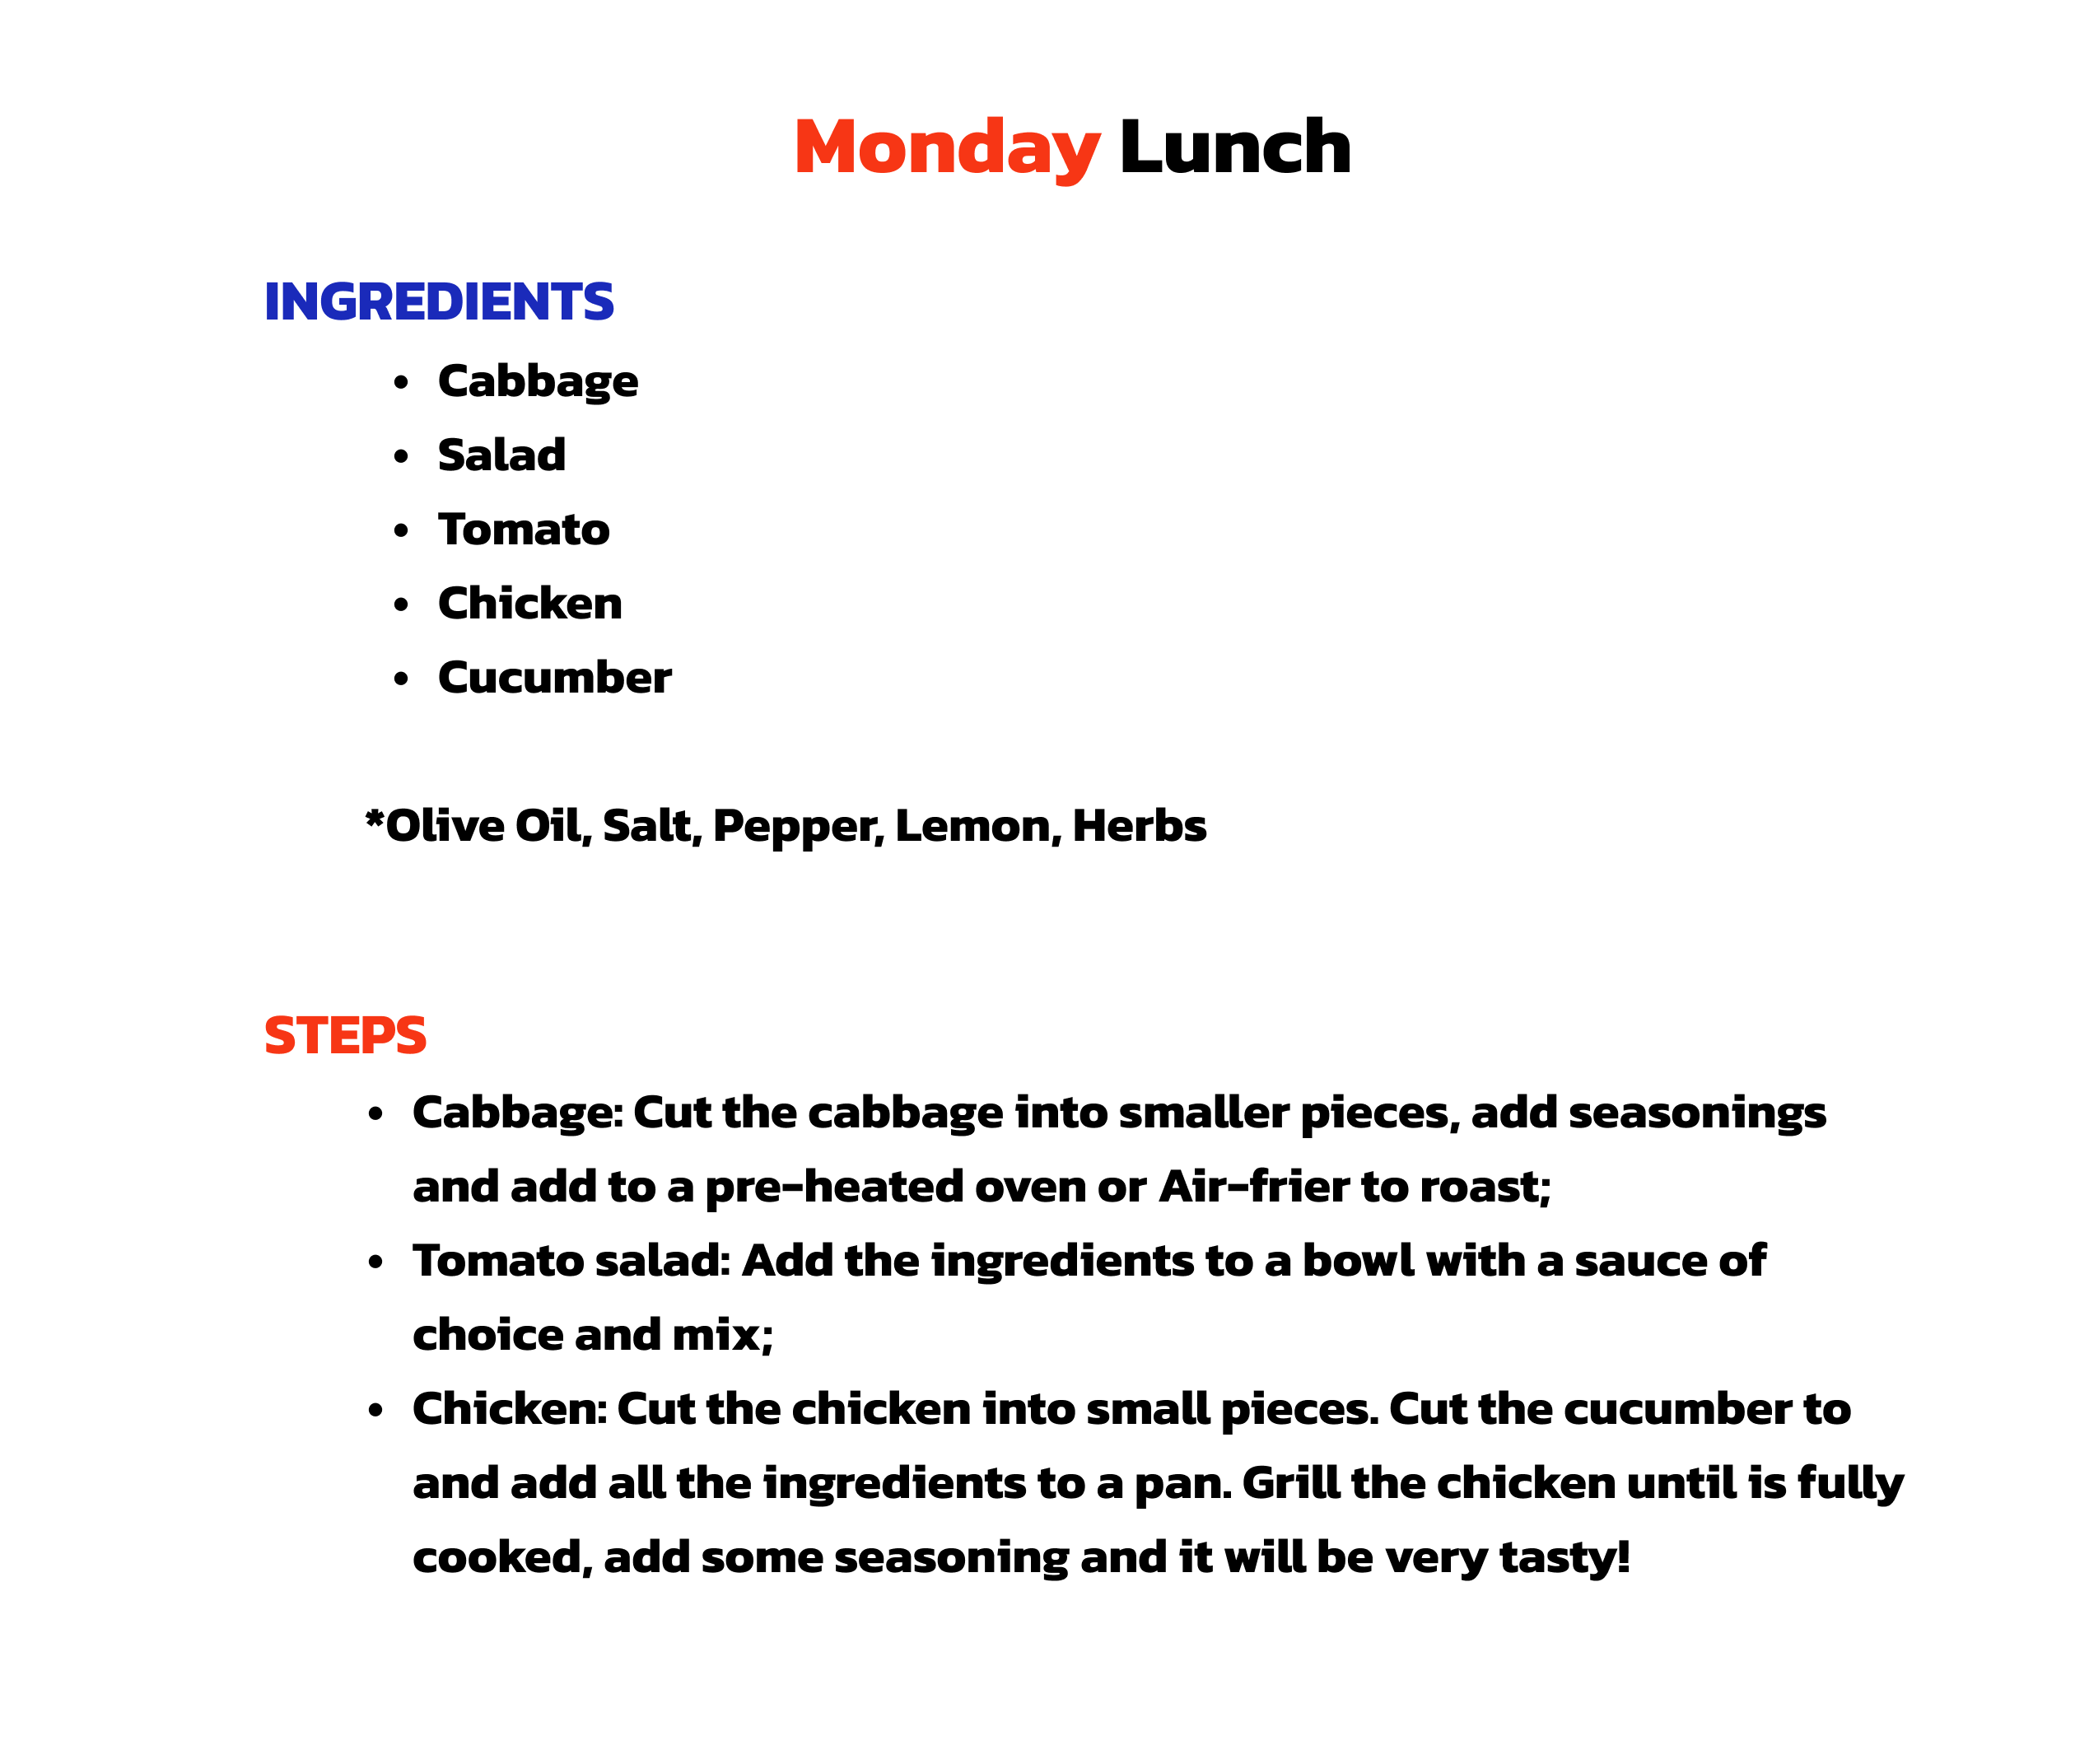 Monday Lunch
INGREDIENTS
• Cabbage
• Salad
• Tomato
• Chicken
• Cucumber
*Olive Oil, Salt, Pepper, Lemon, Herbs
STEPS
• Cabbage: Cut the cabbage into smaller pieces, add seasonings
and add to a pre-heated oven or Air-frier to roast;
• Tomato salad: Add the ingredients to a bowl with a sauce of
choice and mix;
• Chicken: Cut the chicken into small pieces. Cut the cucumber to
and add all the ingredients to a pan. Grill the chicken until is fully
cooked, add some seasoning and it will be very tasty!